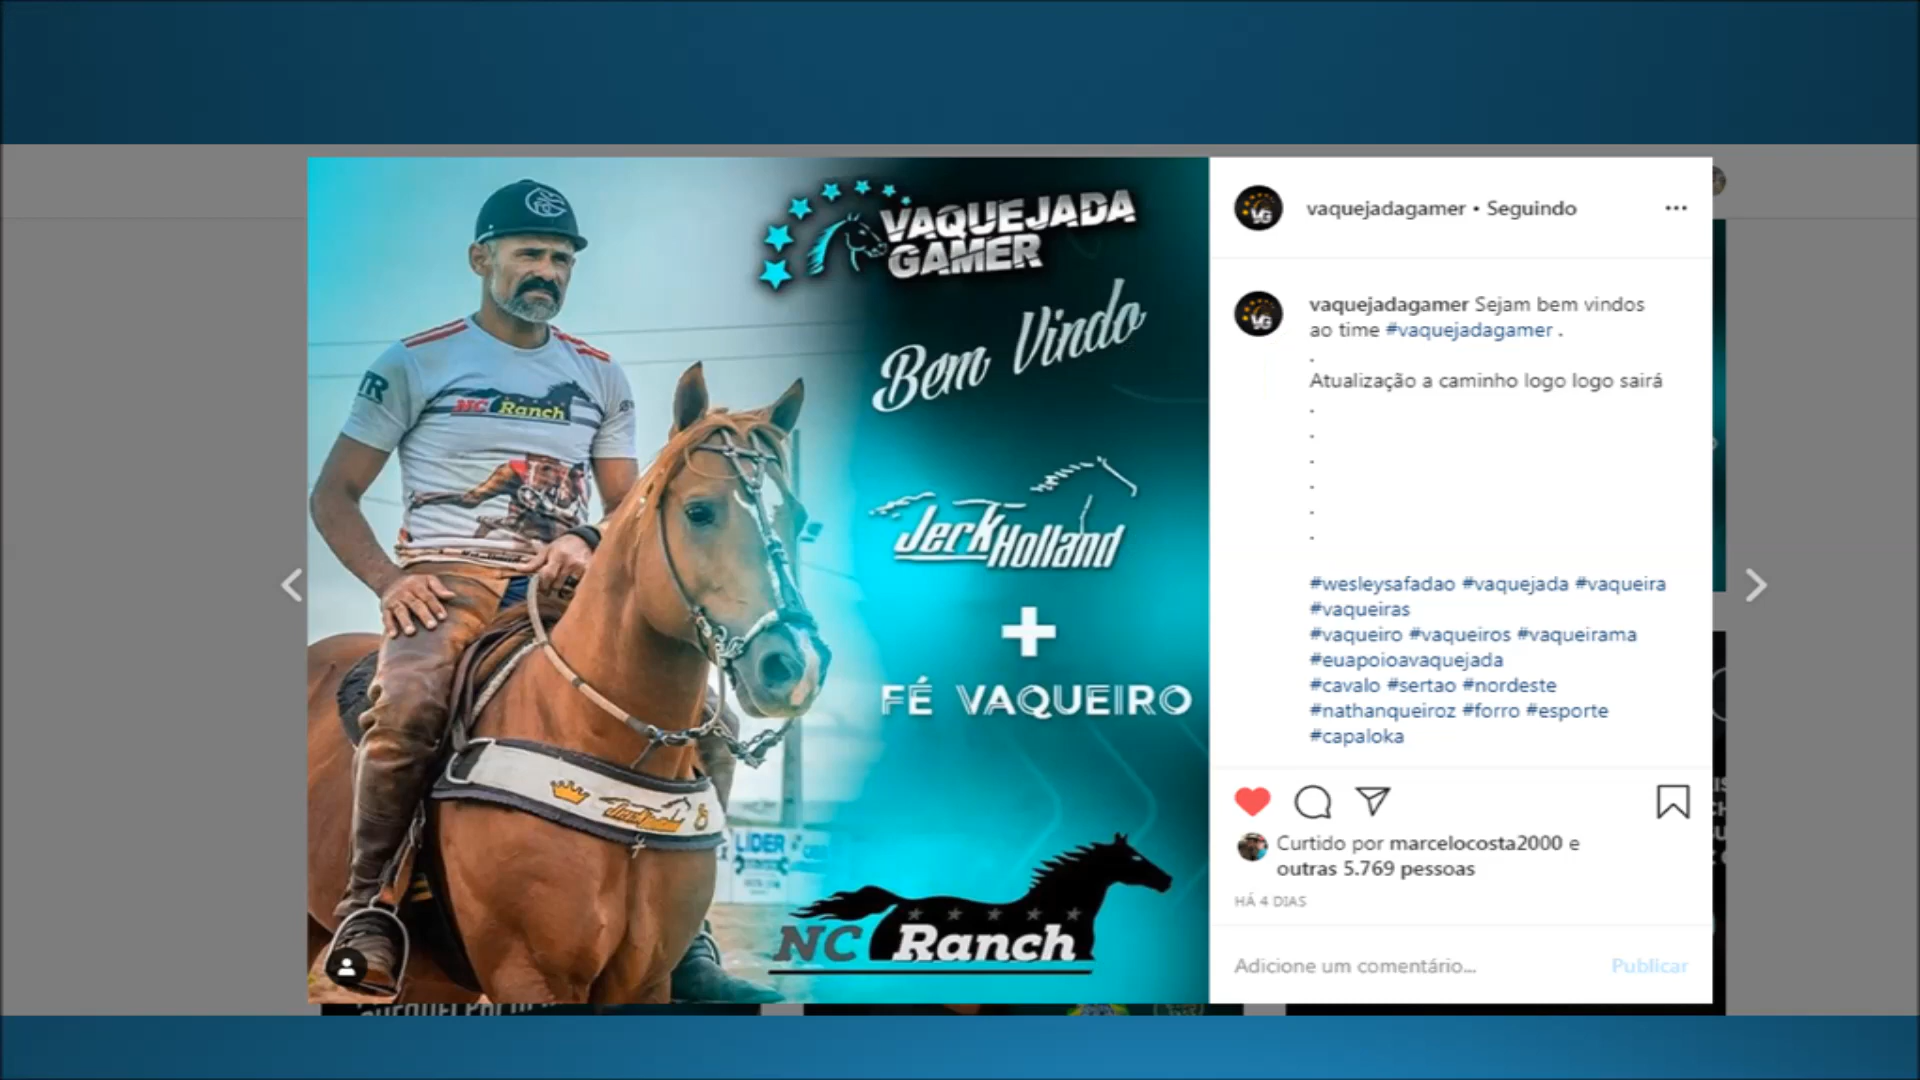 VAQUEJADA
GAMER
Bem Vindo
JerkHolland
+
FÉ VAQUEIRO
NC Ranch
NC Ranch
LIDER
vaquejadagamer • Seguindo
vaquejadagamer Sejam bem vindos
ao time #vaquejadagamer .
.
Atualização a caminho logo logo sairá
.
.
.
.
.
.
#wesleysafadao #vaquejada #vaqueira
#vaqueiras
#vaqueiro #vaqueiros #vaqueirama
#euapoioavaquejada
#cavalo #sertao #nordeste
#nathanqueiroz #forro #esporte
#capaloka
Curtido por marcelocosta2000 e
outras 5.769 pessoas
HÁ 4 DIAS
Adicione um comentário...
Publicar